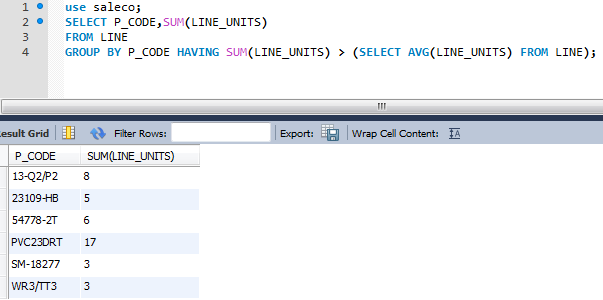 1 use saleco;
2 SELECT P_CODE,SUM(LINE_UNITS)
3 FROM LINE
4 GROUP BY P_CODE HAVING SUM(LINE_UNITS) > (SELECT AVG(LINE_UNITS) FROM LINE);
esult Grid Filter Rows: Export: Wrap Cell Content:
P_CODE SUM(LINE_UNITS)
13-Q2/P2 8
23109-HB 5
54778-2T 6
PVC23DRT 17
SM-18277 3
WR3/TT3 3